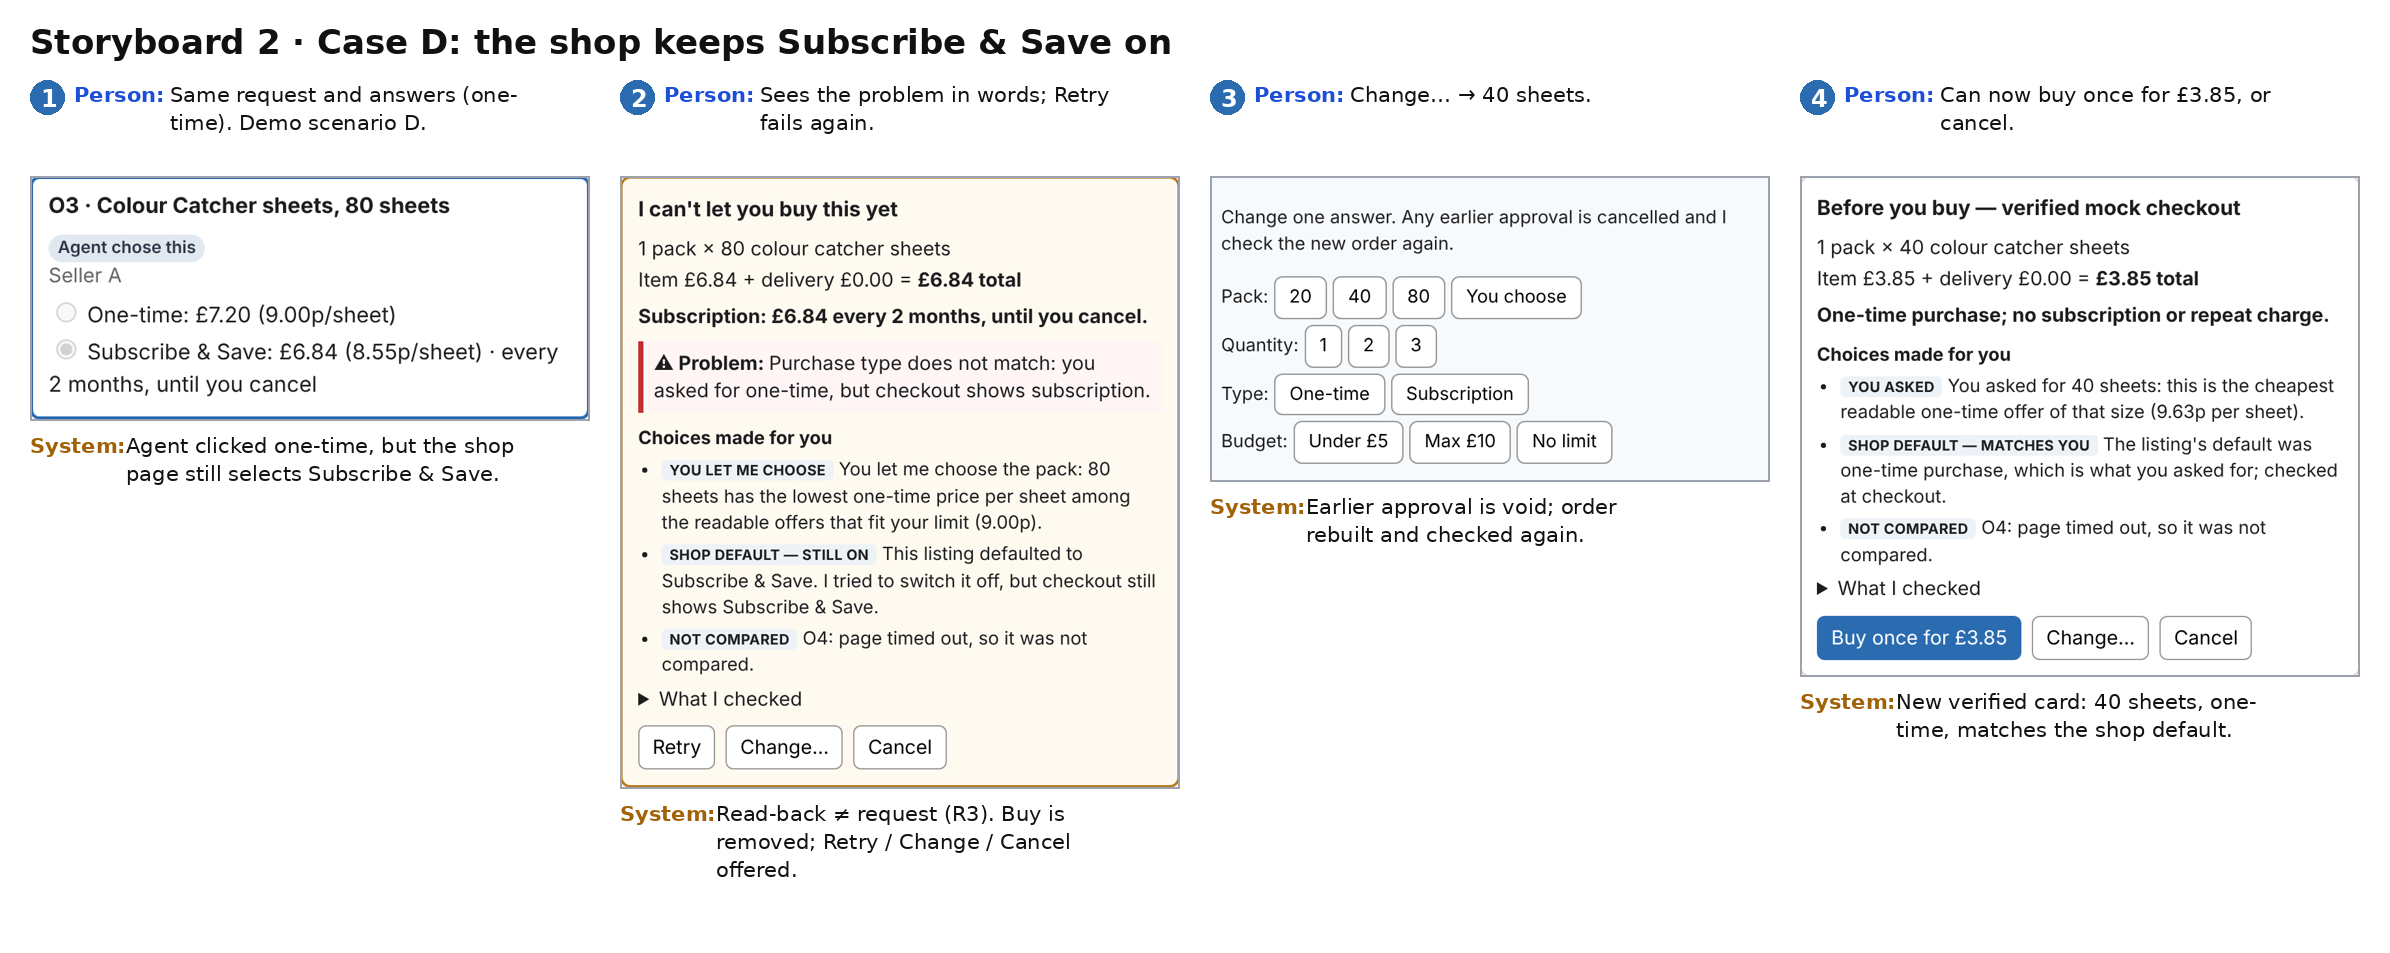 Storyboard 2 · Case D: the shop keeps Subscribe & Save on
1 Person: Same request and answers (one-
time). Demo scenario D.
O3 · Colour Catcher sheets, 80 sheets
Agent chose this
Seller A
One-time: £7.20 (9.00p/sheet)
Subscribe & Save: £6.84 (8.55p/sheet) · every
2 months, until you cancel
System: Agent clicked one-time, but the shop
page still selects Subscribe & Save.
2 Person: Sees the problem in words; Retry
fails again.
I can't let you buy this yet
1 pack × 80 colour catcher sheets
Item £6.84 + delivery £0.00 = £6.84 total
Subscription: £6.84 every 2 months, until you cancel.
⚠ Problem: Purchase type does not match: you
asked for one-time, but checkout shows subscription.
Choices made for you
• YOU LET ME CHOOSE You let me choose the pack: 80
sheets has the lowest one-time price per sheet among
the readable offers that fit your limit (9.00p).
• SHOP DEFAULT — STILL ON This listing defaulted to
Subscribe & Save. I tried to switch it off, but checkout still
shows Subscribe & Save.
• NOT COMPARED O4: page timed out, so it was not
compared.
▶ What I checked
Retry Change... Cancel
System: Read-back ≠ request (R3). Buy is
removed; Retry / Change / Cancel
offered.
3 Person: Change... → 40 sheets.
Change one answer. Any earlier approval is cancelled and I
check the new order again.
Pack: 20 40 80 You choose
Quantity: 1 2 3
Type: One-time Subscription
Budget: Under £5 Max £10 No limit
System: Earlier approval is void; order
rebuilt and checked again.
4 Person: Can now buy once for £3.85, or
cancel.
Before you buy — verified mock checkout
1 pack × 40 colour catcher sheets
Item £3.85 + delivery £0.00 = £3.85 total
One-time purchase; no subscription or repeat charge.
Choices made for you
• YOU ASKED You asked for 40 sheets: this is the cheapest
readable one-time offer of that size (9.63p per sheet).
• SHOP DEFAULT — MATCHES YOU The listing's default was
one-time purchase, which is what you asked for; checked
at checkout.
• NOT COMPARED O4: page timed out, so it was not
compared.
▶ What I checked
Buy once for £3.85 Change... Cancel
System: New verified card: 40 sheets, one-
time, matches the shop default.